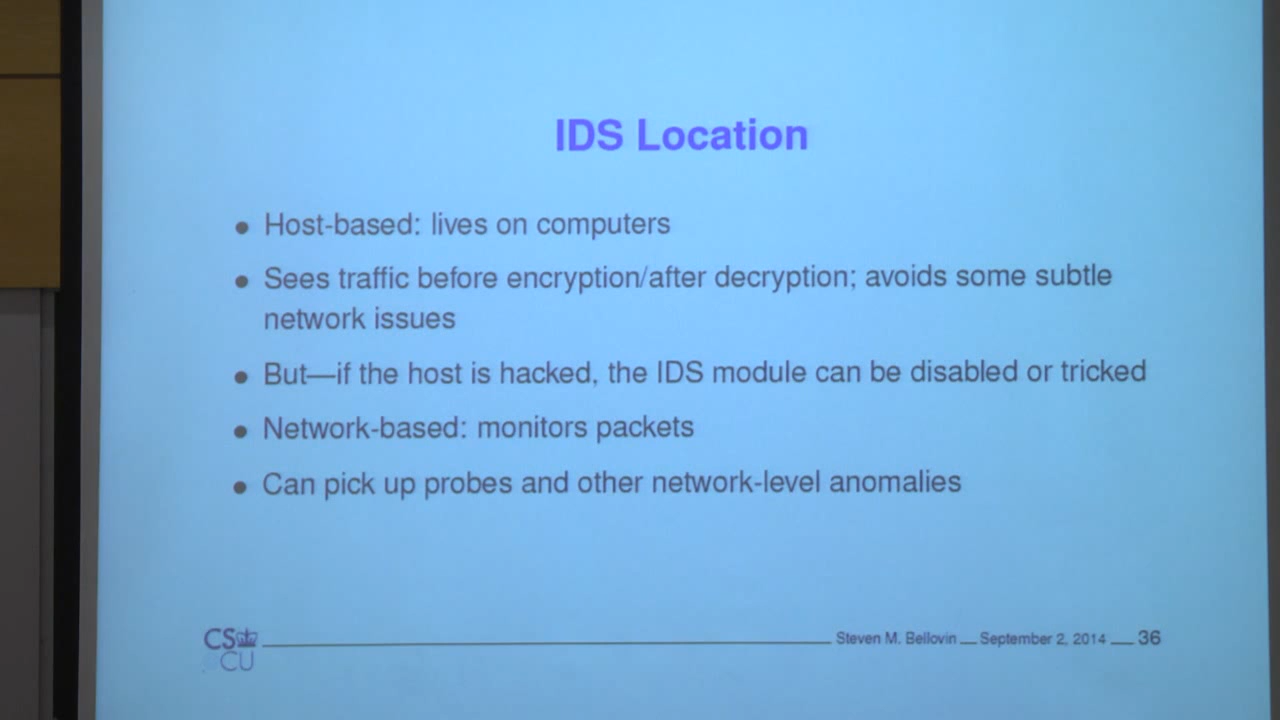 IDS Location
• Host-based: lives on computers
• Sees traffic before encryption/after decryption; avoids some subtle
network issues
• But—if the host is hacked, the IDS module can be disabled or tricked
• Network-based: monitors packets
• Can pick up probes and other network-level anomalies
CS
CU
Steven M. Bellovin — September 2, 2014 — 36